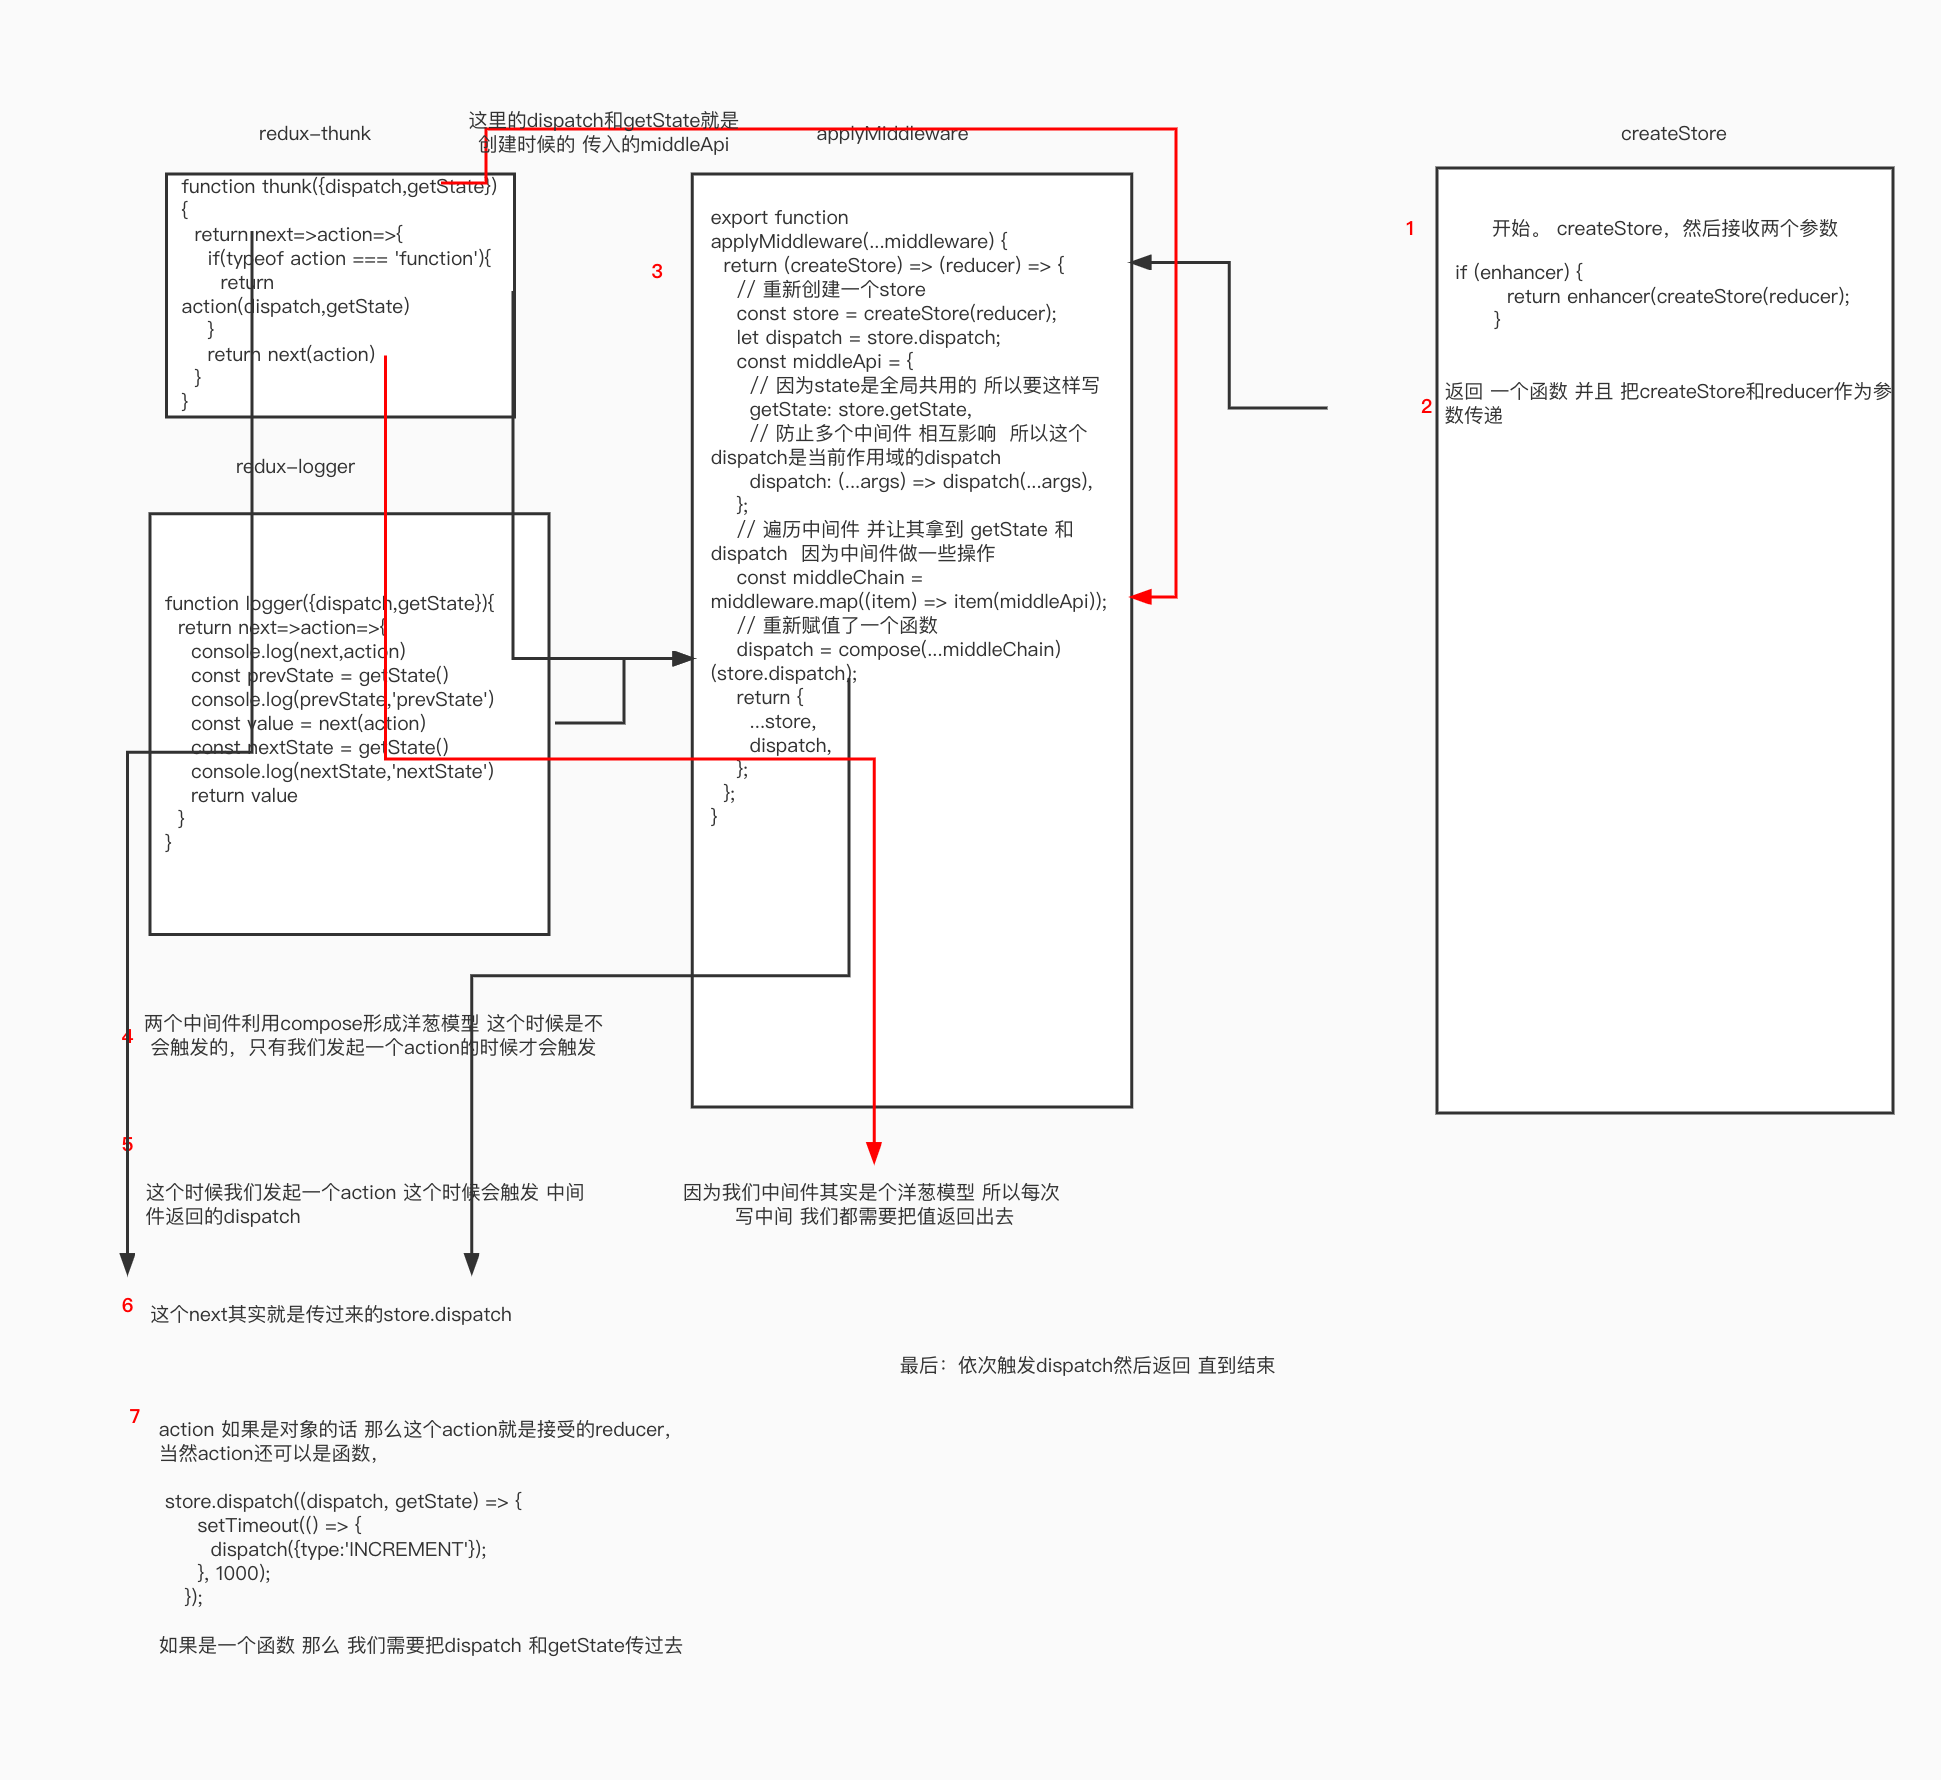 redux-thunk
这里的dispatch和getState就是
创建时候的 传入的middleApi
applyMiddleware
createStore
function thunk({dispatch,getState})
{
return next=>action=>{
if(typeof action === 'function'){
return
action(dispatch,getState)
}
return next(action)
}
}
redux-logger
function logger({dispatch,getState}){
return next=>action=>{
console.log(next,action)
const prevState = getState()
console.log(prevState,'prevState')
const value = next(action)
const nextState = getState()
console.log(nextState,'nextState')
return value
}
}
3
export function
applyMiddleware(...middleware) {
return (createStore) => (reducer) => {
// 重新创建一个store
const store = createStore(reducer);
let dispatch = store.dispatch;
const middleApi = {
// 因为state是全局共用的 所以要这样写
getState: store.getState,
// 防止多个中间件 相互影响  所以这个
dispatch是当前作用域的dispatch
dispatch: (...args) => dispatch(...args),
};
// 遍历中间件 并让其拿到 getState 和
dispatch  因为中间件做一些操作
const middleChain =
middleware.map((item) => item(middleApi));
// 重新赋值了一个函数
dispatch = compose(...middleChain)
(store.dispatch);
return {
...store,
dispatch,
};
};
}
1
开始。 createStore，然后接收两个参数
if (enhancer) {
return enhancer(createStore(reducer);
}
2
返回 一个函数 并且 把createStore和reducer作为参
数传递
4
两个中间件利用compose形成洋葱模型 这个时候是不
会触发的，只有我们发起一个action的时候才会触发
5
这个时候我们发起一个action 这个时候会触发 中间
件返回的dispatch
因为我们中间件其实是个洋葱模型 所以每次
写中间 我们都需要把值返回出去
6
这个next其实就是传过来的store.dispatch
最后：依次触发dispatch然后返回 直到结束
7
action 如果是对象的话 那么这个action就是接受的reducer，
当然action还可以是函数，
store.dispatch((dispatch, getState) => {
setTimeout(() => {
dispatch({type:'INCREMENT'});
}, 1000);
});
如果是一个函数 那么 我们需要把dispatch 和getState传过去